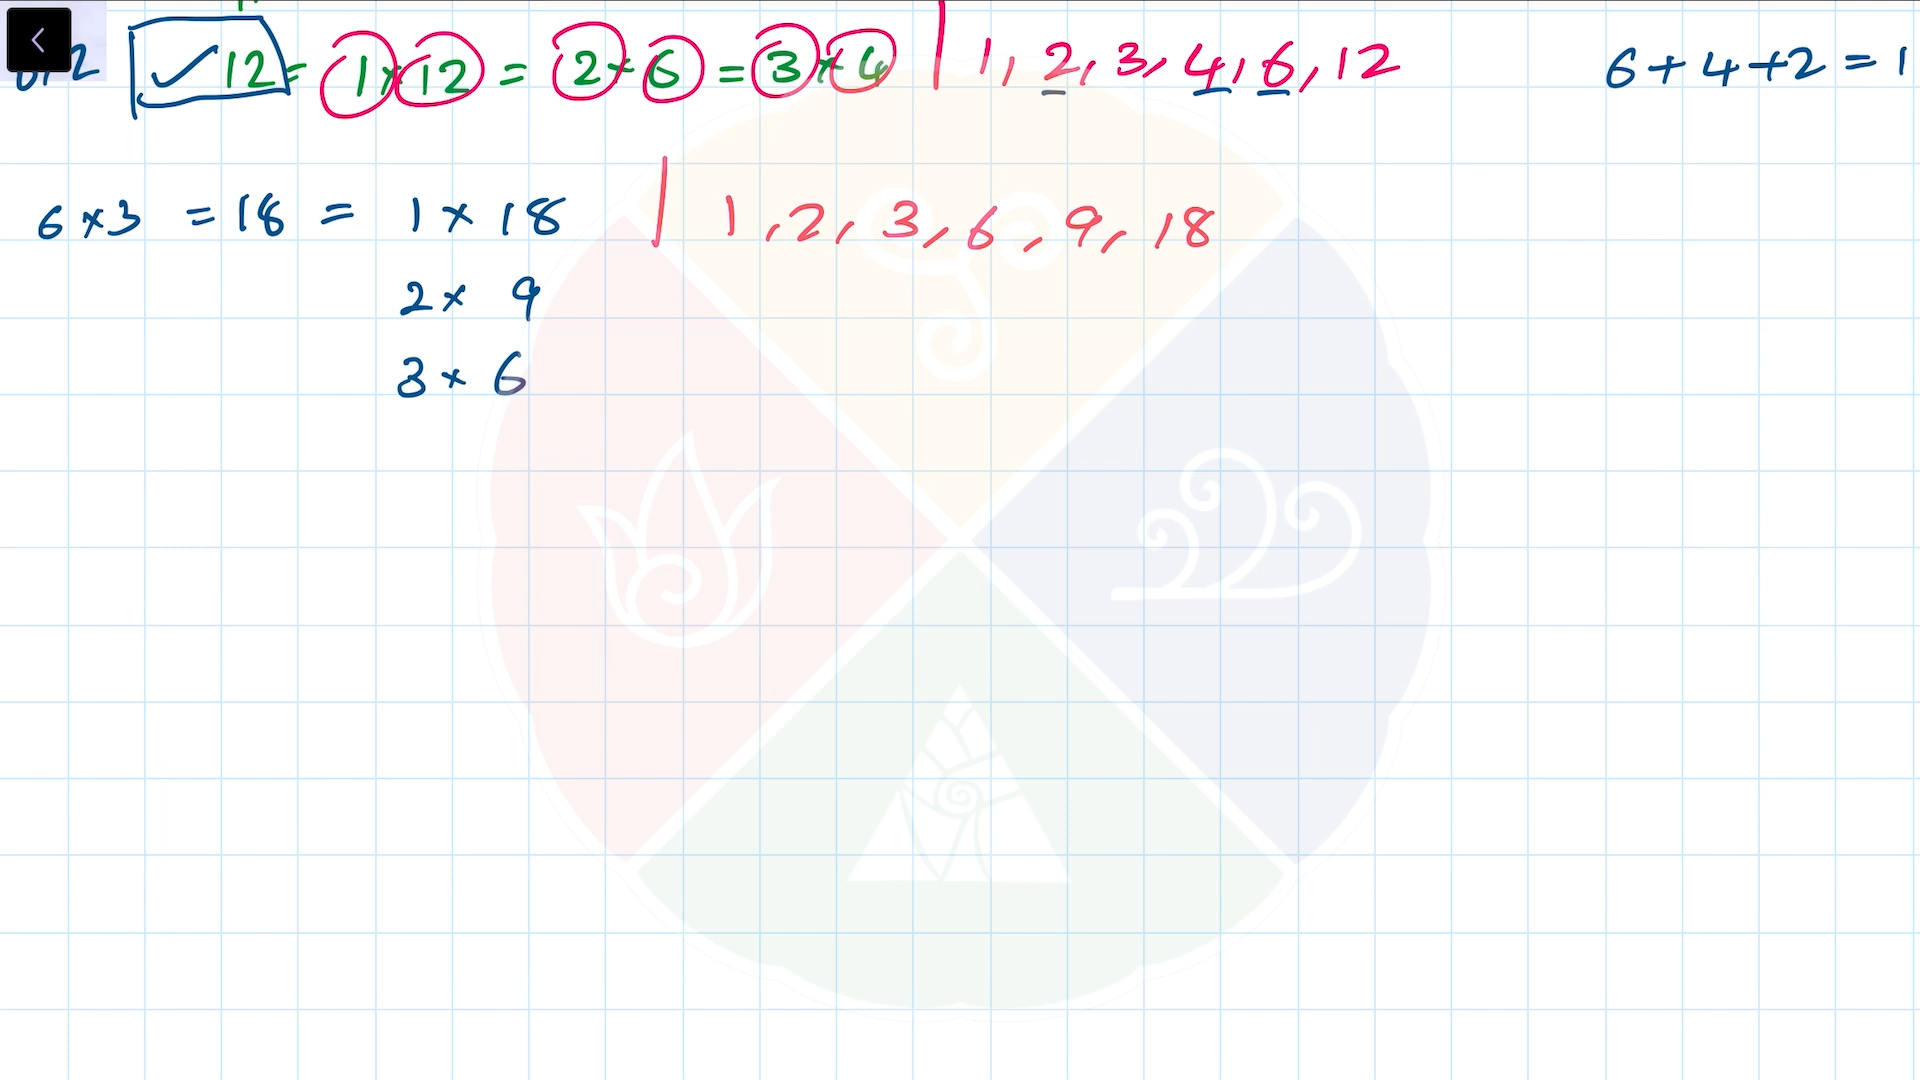 ✓12 = 1 × 12 = 2 × 6 = 3 × 4 | 1, 2, 3, 4, 6, 12 6 + 4 + 2 = 1
6 × 3 = 18 = 1 × 18 | 1, 2, 3, 6, 9, 18
2 × 9
3 × 6